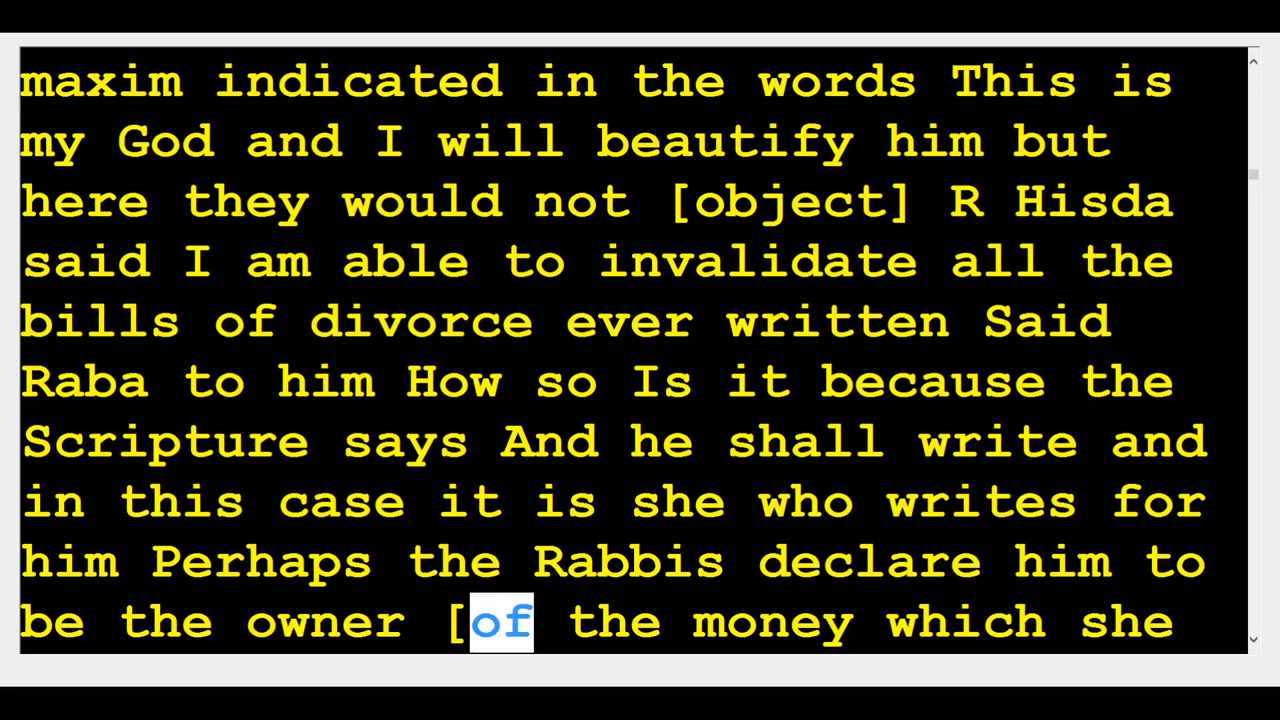 maxim indicated in the words This is
my God and I will beautify him but
here they would not [object] R Hisda
said I am able to invalidate all the
bills of divorce ever written Said
Raba to him How so Is it because the
Scripture says And he shall write and
in this case it is she who writes for
him Perhaps the Rabbis declare him to
be the owner [of the money which she